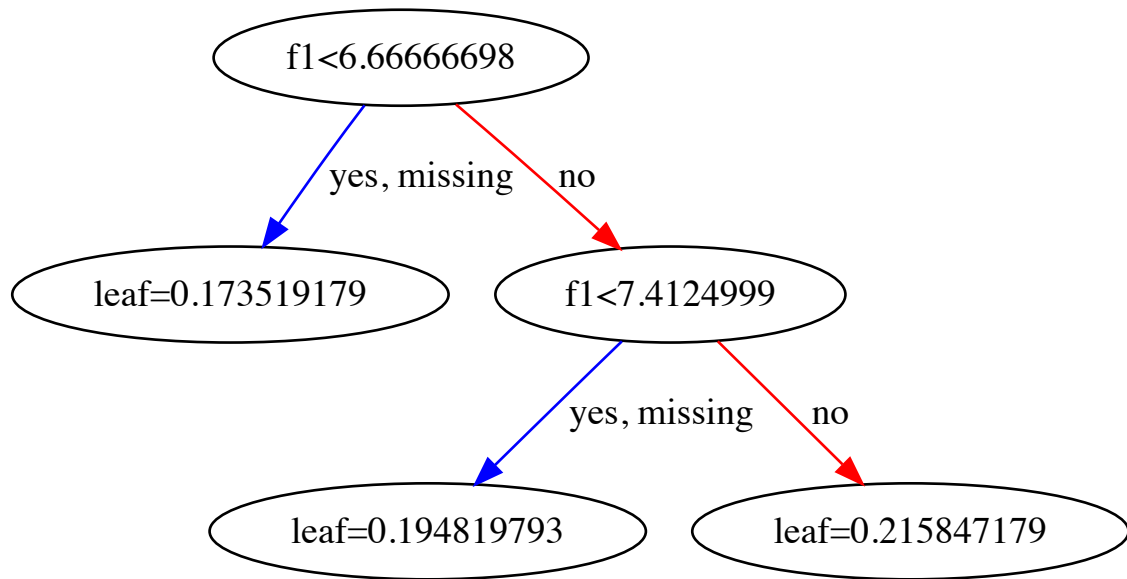 f1<6.66666698
yes, missing
no
leaf=0.173519179
f1<7.4124999
yes, missing
no
leaf=0.194819793
leaf=0.215847179